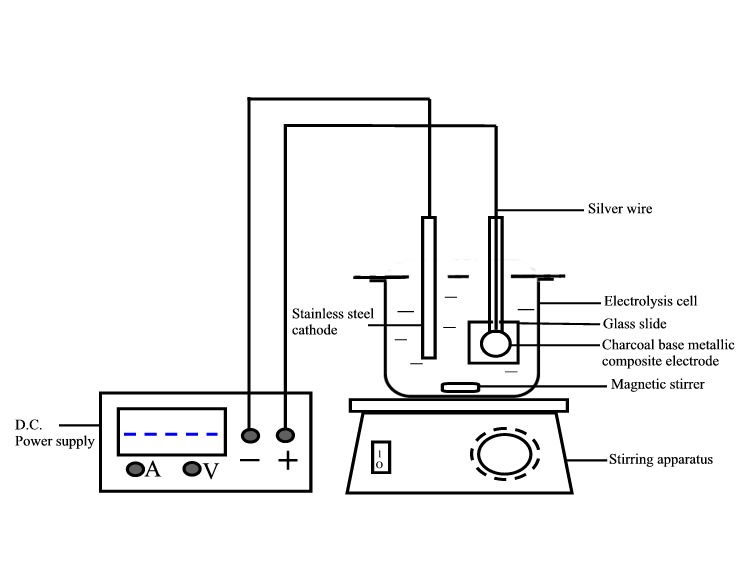 Silver wire
Electrolysis cell
Stainless steel
cathode
Glass slide
Charcoal base metallic
composite electrode
Magnetic stirrer
D.C.
Power supply
A
V
−
+
I
O
Stirring apparatus